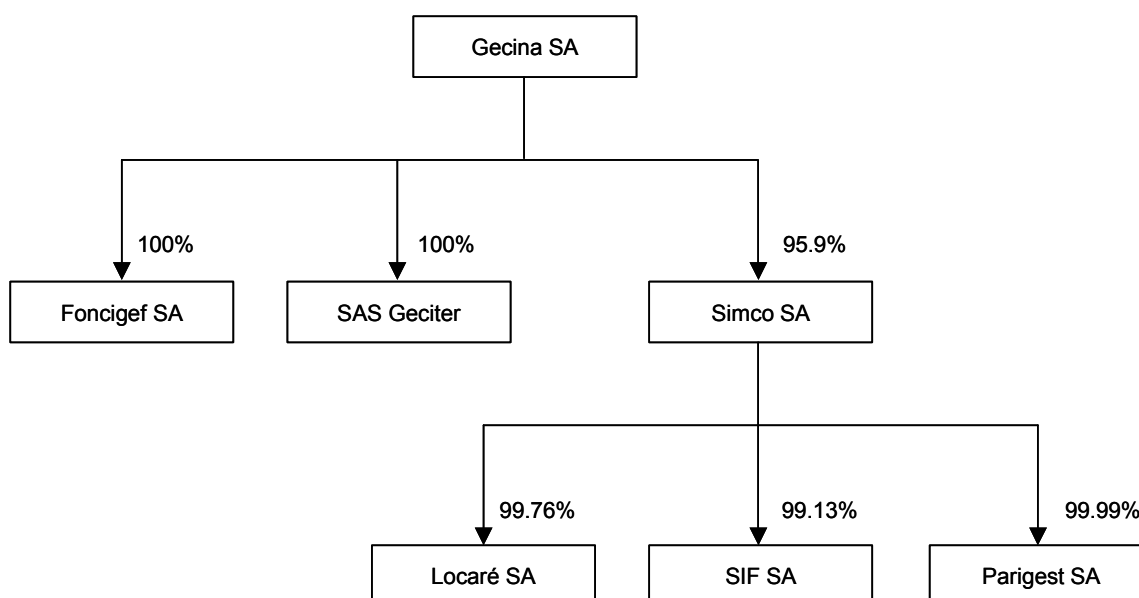 Gecina SA
100%
100%
95.9%
Foncigef SA
SAS Geciter
Simco SA
99.76%
99.13%
99.99%
Locaré SA
SIF SA
Parigest SA